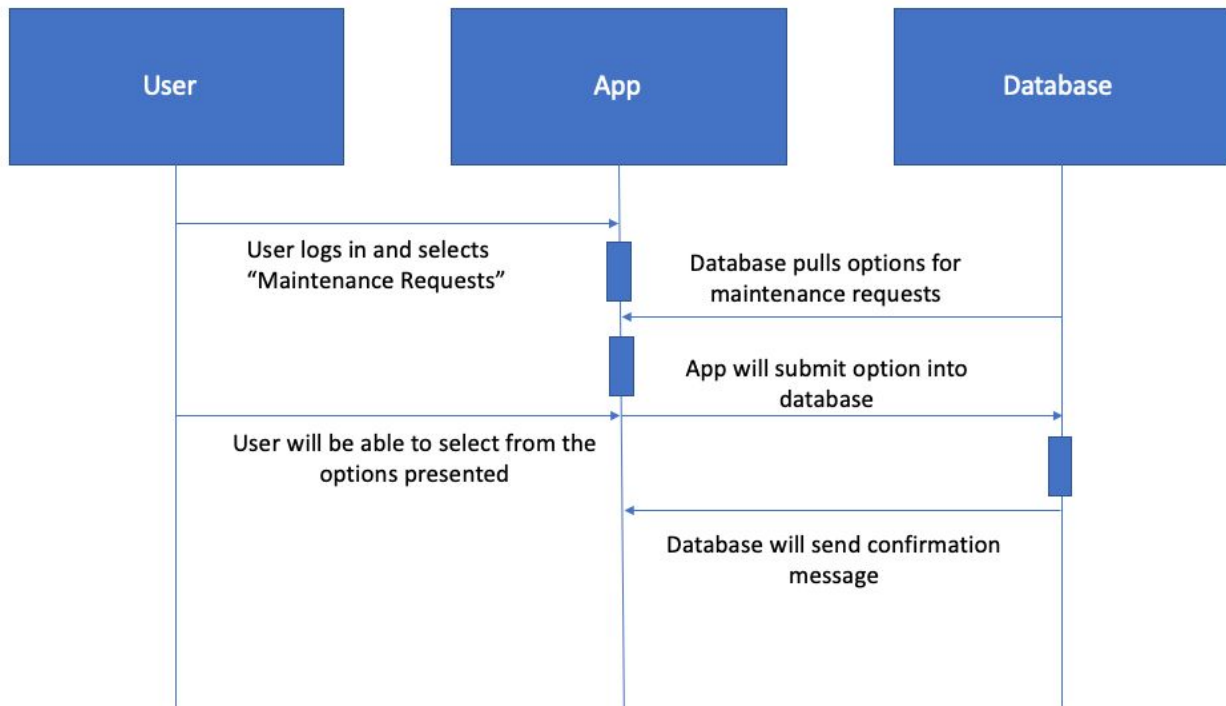 User
App
Database
User logs in and selects
“Maintenance Requests”
Database pulls options for
maintenance requests
App will submit option into
database
User will be able to select from the
options presented
Database will send confirmation
message